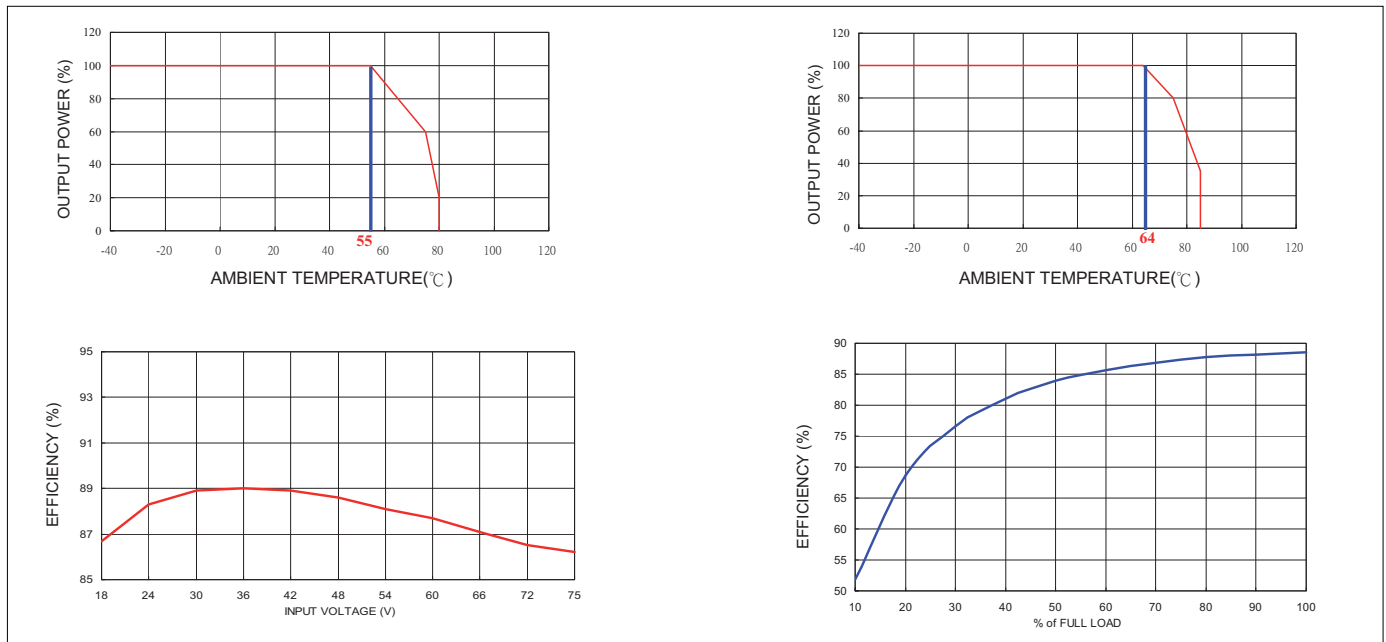 OUTPUT POWER (%)
120
100
80
60
40
20
0
-40 -20 0 20 40 60 80 100 120
55
AMBIENT TEMPERATURE(℃)
OUTPUT POWER (%)
120
100
80
60
40
20
0
-40 -20 0 20 40 60 80 100 120
64
AMBIENT TEMPERATURE(℃)
EFFICIENCY (%)
95
93
91
89
87
85
18 24 30 36 42 48 54 60 66 72 75
INPUT VOLTAGE (V)
EFFICIENCY (%)
90
85
80
75
70
65
60
55
50
10 20 30 40 50 60 70 80 90 100
% of FULL LOAD